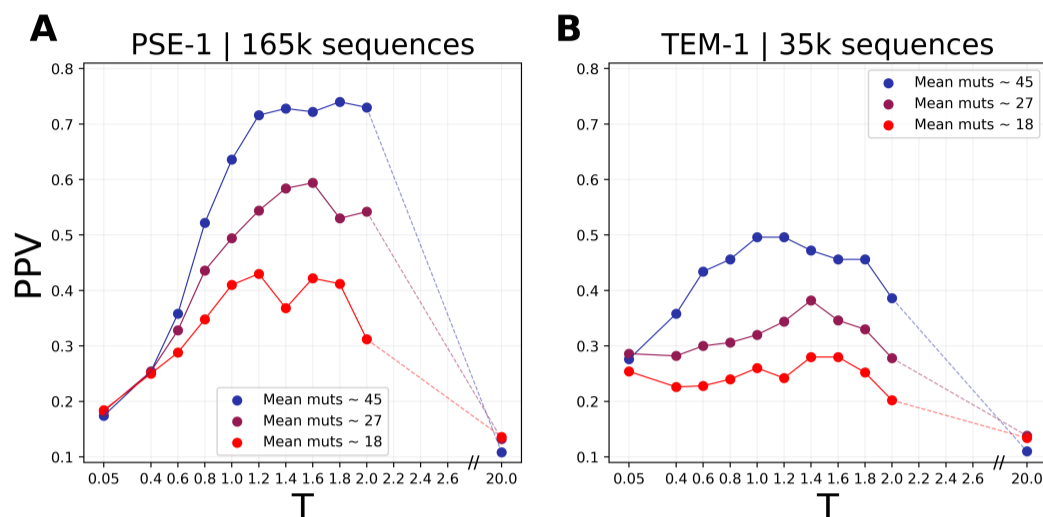 A
PSE-1 | 165k sequences
PPV
0.8
0.7
0.6
0.5
0.4
0.3
0.2
0.1
Mean muts ~ 45
Mean muts ~ 27
Mean muts ~ 18
0.05 0.4 0.6 0.8 1.0 1.2 1.4 1.6 1.8 2.0 2.2 2.4 2.6 // 20.0
T
B
TEM-1 | 35k sequences
0.8
0.7
0.6
0.5
0.4
0.3
0.2
0.1
Mean muts ~ 45
Mean muts ~ 27
Mean muts ~ 18
0.05 0.4 0.6 0.8 1.0 1.2 1.4 1.6 1.8 2.0 2.2 2.4 2.6 // 20.0
T